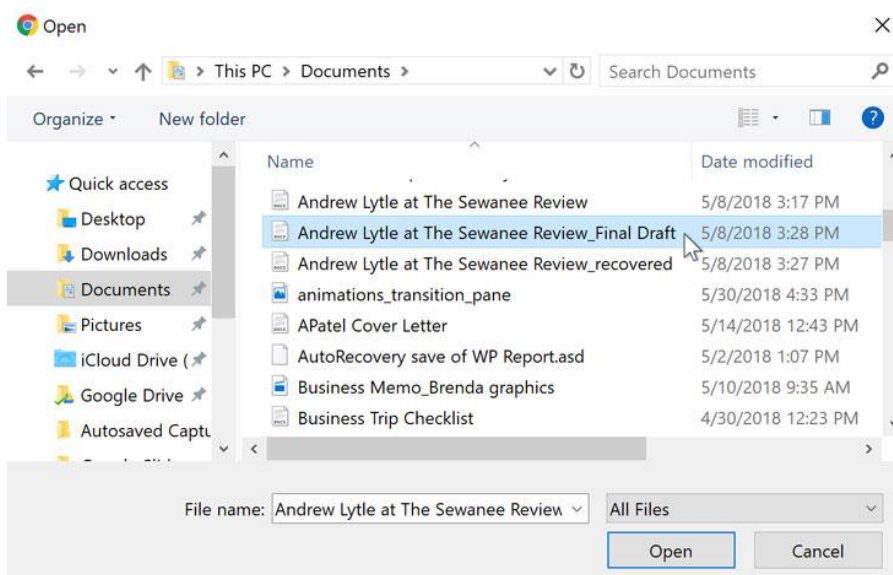 Open
This PC > Documents >
Search Documents
Organize
New folder
Name
Date modified
Quick access
Desktop
Downloads
Documents
Pictures
iCloud Drive (
Google Drive
Autosaved Captu
Andrew Lytle at The Sewanee Review 5/8/2018 3:17 PM
Andrew Lytle at The Sewanee Review_Final Draft 5/8/2018 3:28 PM
Andrew Lytle at The Sewanee Review_recovered 5/8/2018 3:27 PM
animations_transition_pane 5/30/2018 4:33 PM
APatel Cover Letter 5/14/2018 12:43 PM
AutoRecovery save of WP Report.asd 5/2/2018 1:07 PM
Business Memo_Brenda graphics 5/10/2018 9:35 AM
Business Trip Checklist 4/30/2018 12:23 PM
File name: Andrew Lytle at The Sewanee Review
All Files
Open
Cancel